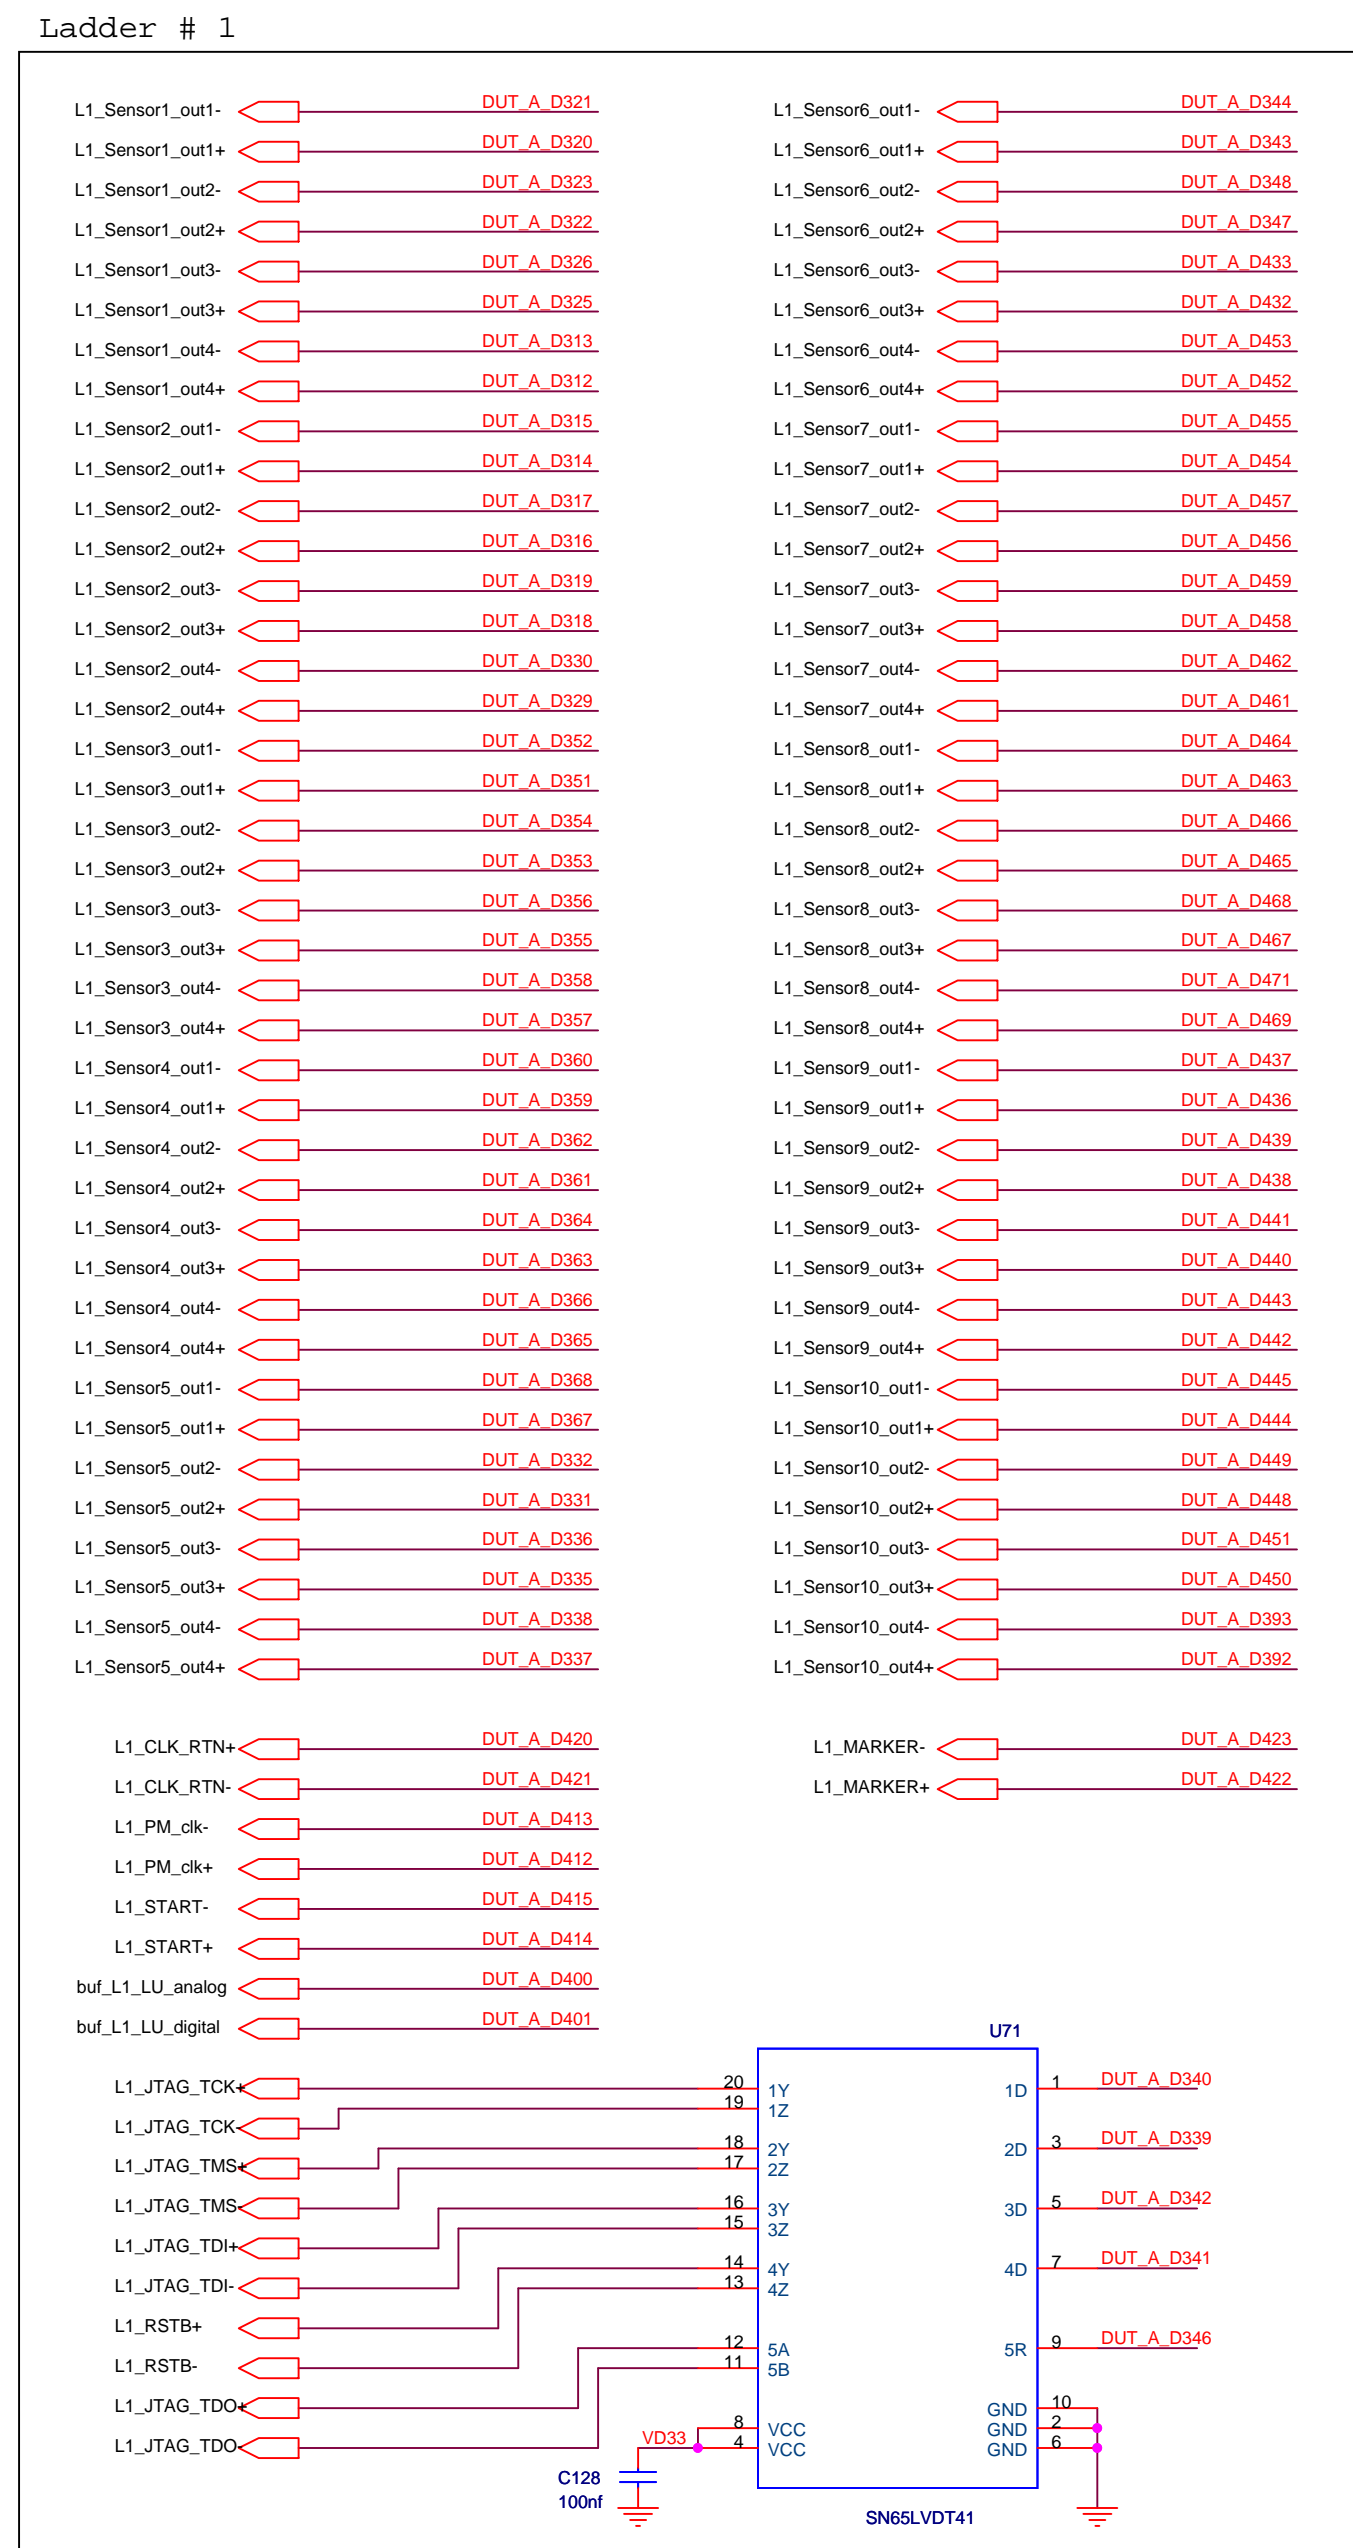 Ladder # 1
L1_Sensor1_out1- DUT_A_D321 L1_Sensor6_out1- DUT_A_D344
L1_Sensor1_out1+ DUT_A_D320 L1_Sensor6_out1+ DUT_A_D343
L1_Sensor1_out2- DUT_A_D323 L1_Sensor6_out2- DUT_A_D348
L1_Sensor1_out2+ DUT_A_D322 L1_Sensor6_out2+ DUT_A_D347
L1_Sensor1_out3- DUT_A_D326 L1_Sensor6_out3- DUT_A_D433
L1_Sensor1_out3+ DUT_A_D325 L1_Sensor6_out3+ DUT_A_D432
L1_Sensor1_out4- DUT_A_D313 L1_Sensor6_out4- DUT_A_D453
L1_Sensor1_out4+ DUT_A_D312 L1_Sensor6_out4+ DUT_A_D452
L1_Sensor2_out1- DUT_A_D315 L1_Sensor7_out1- DUT_A_D455
L1_Sensor2_out1+ DUT_A_D314 L1_Sensor7_out1+ DUT_A_D454
L1_Sensor2_out2- DUT_A_D317 L1_Sensor7_out2- DUT_A_D457
L1_Sensor2_out2+ DUT_A_D316 L1_Sensor7_out2+ DUT_A_D456
L1_Sensor2_out3- DUT_A_D319 L1_Sensor7_out3- DUT_A_D459
L1_Sensor2_out3+ DUT_A_D318 L1_Sensor7_out3+ DUT_A_D458
L1_Sensor2_out4- DUT_A_D330 L1_Sensor7_out4- DUT_A_D462
L1_Sensor2_out4+ DUT_A_D329 L1_Sensor7_out4+ DUT_A_D461
L1_Sensor3_out1- DUT_A_D352 L1_Sensor8_out1- DUT_A_D464
L1_Sensor3_out1+ DUT_A_D351 L1_Sensor8_out1+ DUT_A_D463
L1_Sensor3_out2- DUT_A_D354 L1_Sensor8_out2- DUT_A_D466
L1_Sensor3_out2+ DUT_A_D353 L1_Sensor8_out2+ DUT_A_D465
L1_Sensor3_out3- DUT_A_D356 L1_Sensor8_out3- DUT_A_D468
L1_Sensor3_out3+ DUT_A_D355 L1_Sensor8_out3+ DUT_A_D467
L1_Sensor3_out4- DUT_A_D358 L1_Sensor8_out4- DUT_A_D471
L1_Sensor3_out4+ DUT_A_D357 L1_Sensor8_out4+ DUT_A_D469
L1_Sensor4_out1- DUT_A_D360 L1_Sensor9_out1- DUT_A_D437
L1_Sensor4_out1+ DUT_A_D359 L1_Sensor9_out1+ DUT_A_D436
L1_Sensor4_out2- DUT_A_D362 L1_Sensor9_out2- DUT_A_D439
L1_Sensor4_out2+ DUT_A_D361 L1_Sensor9_out2+ DUT_A_D438
L1_Sensor4_out3- DUT_A_D364 L1_Sensor9_out3- DUT_A_D441
L1_Sensor4_out3+ DUT_A_D363 L1_Sensor9_out3+ DUT_A_D440
L1_Sensor4_out4- DUT_A_D366 L1_Sensor9_out4- DUT_A_D443
L1_Sensor4_out4+ DUT_A_D365 L1_Sensor9_out4+ DUT_A_D442
L1_Sensor5_out1- DUT_A_D368 L1_Sensor10_out1- DUT_A_D445
L1_Sensor5_out1+ DUT_A_D367 L1_Sensor10_out1+ DUT_A_D444
L1_Sensor5_out2- DUT_A_D332 L1_Sensor10_out2- DUT_A_D449
L1_Sensor5_out2+ DUT_A_D331 L1_Sensor10_out2+ DUT_A_D448
L1_Sensor5_out3- DUT_A_D336 L1_Sensor10_out3- DUT_A_D451
L1_Sensor5_out3+ DUT_A_D335 L1_Sensor10_out3+ DUT_A_D450
L1_Sensor5_out4- DUT_A_D338 L1_Sensor10_out4- DUT_A_D393
L1_Sensor5_out4+ DUT_A_D337 L1_Sensor10_out4+ DUT_A_D392
L1_CLK_RTN+ DUT_A_D420 L1_MARKER- DUT_A_D423
L1_CLK_RTN- DUT_A_D421 L1_MARKER+ DUT_A_D422
L1_PM_clk- DUT_A_D413
L1_PM_clk+ DUT_A_D412
L1_START- DUT_A_D415
L1_START+ DUT_A_D414
buf_L1_LU_analog DUT_A_D400
buf_L1_LU_digital DUT_A_D401
U71
L1_JTAG_TCK+ 20 1Y 1D 1 DUT_A_D340
19 1Z
L1_JTAG_TCK-
18 2Y 2D 3 DUT_A_D339
L1_JTAG_TMS+ 17 2Z
L1_JTAG_TMS- 16 3Y 3D 5 DUT_A_D342
15 3Z
L1_JTAG_TDI+
14 4Y 4D 7 DUT_A_D341
L1_JTAG_TDI- 13 4Z
L1_RSTB+
12 5A 5R 9 DUT_A_D346
L1_RSTB- 11 5B
L1_JTAG_TDO+ GND 10
8 VCC GND 2
L1_JTAG_TDO- VD33 4 VCC GND 6
C128
100nf
SN65LVDT41